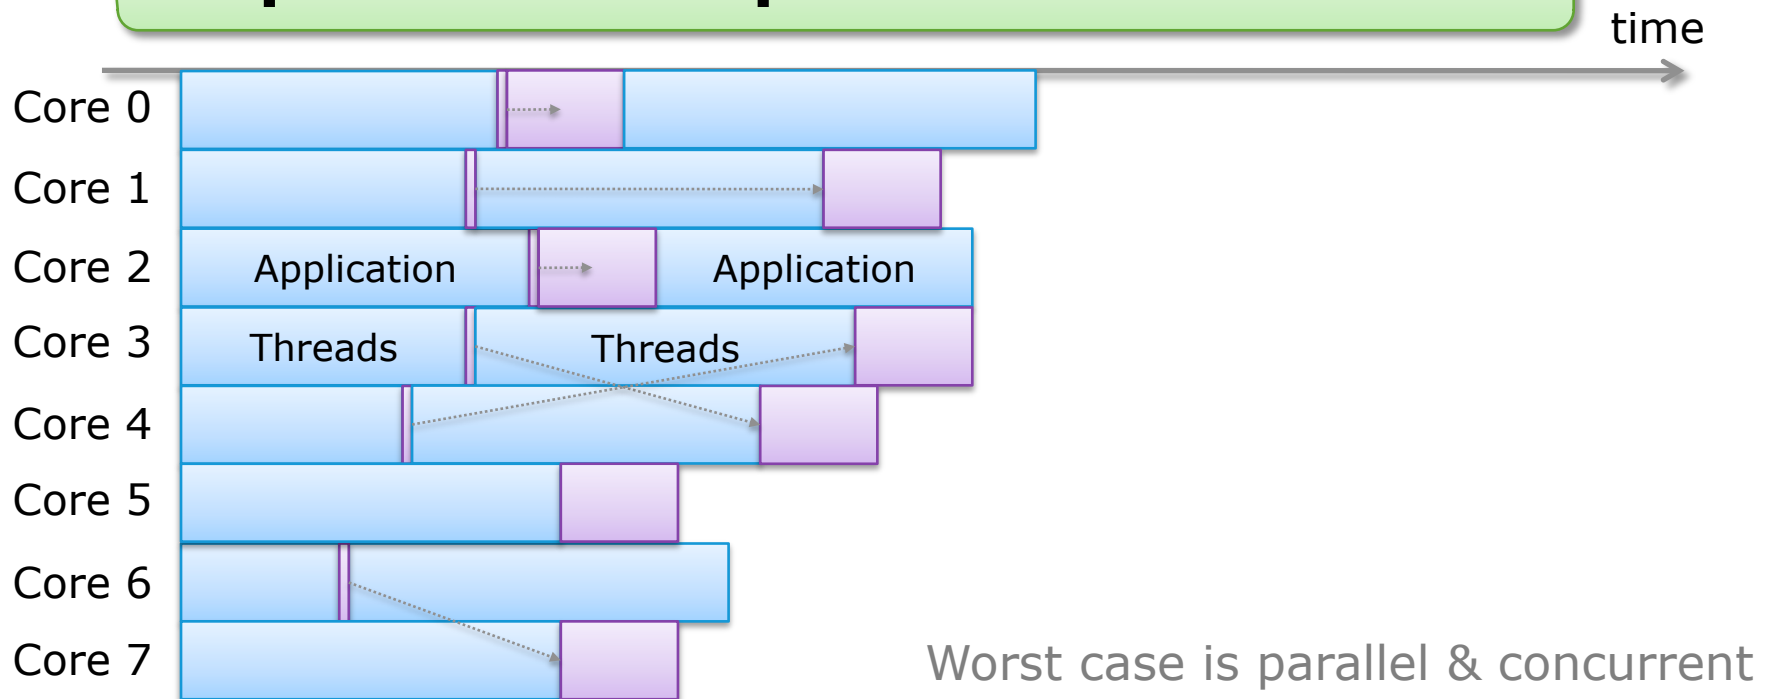 time
Core 0
Core 1
Core 2 Application Application
Core 3 Threads Threads
Core 4
Core 5
Core 6
Core 7
Worst case is parallel & concurrent